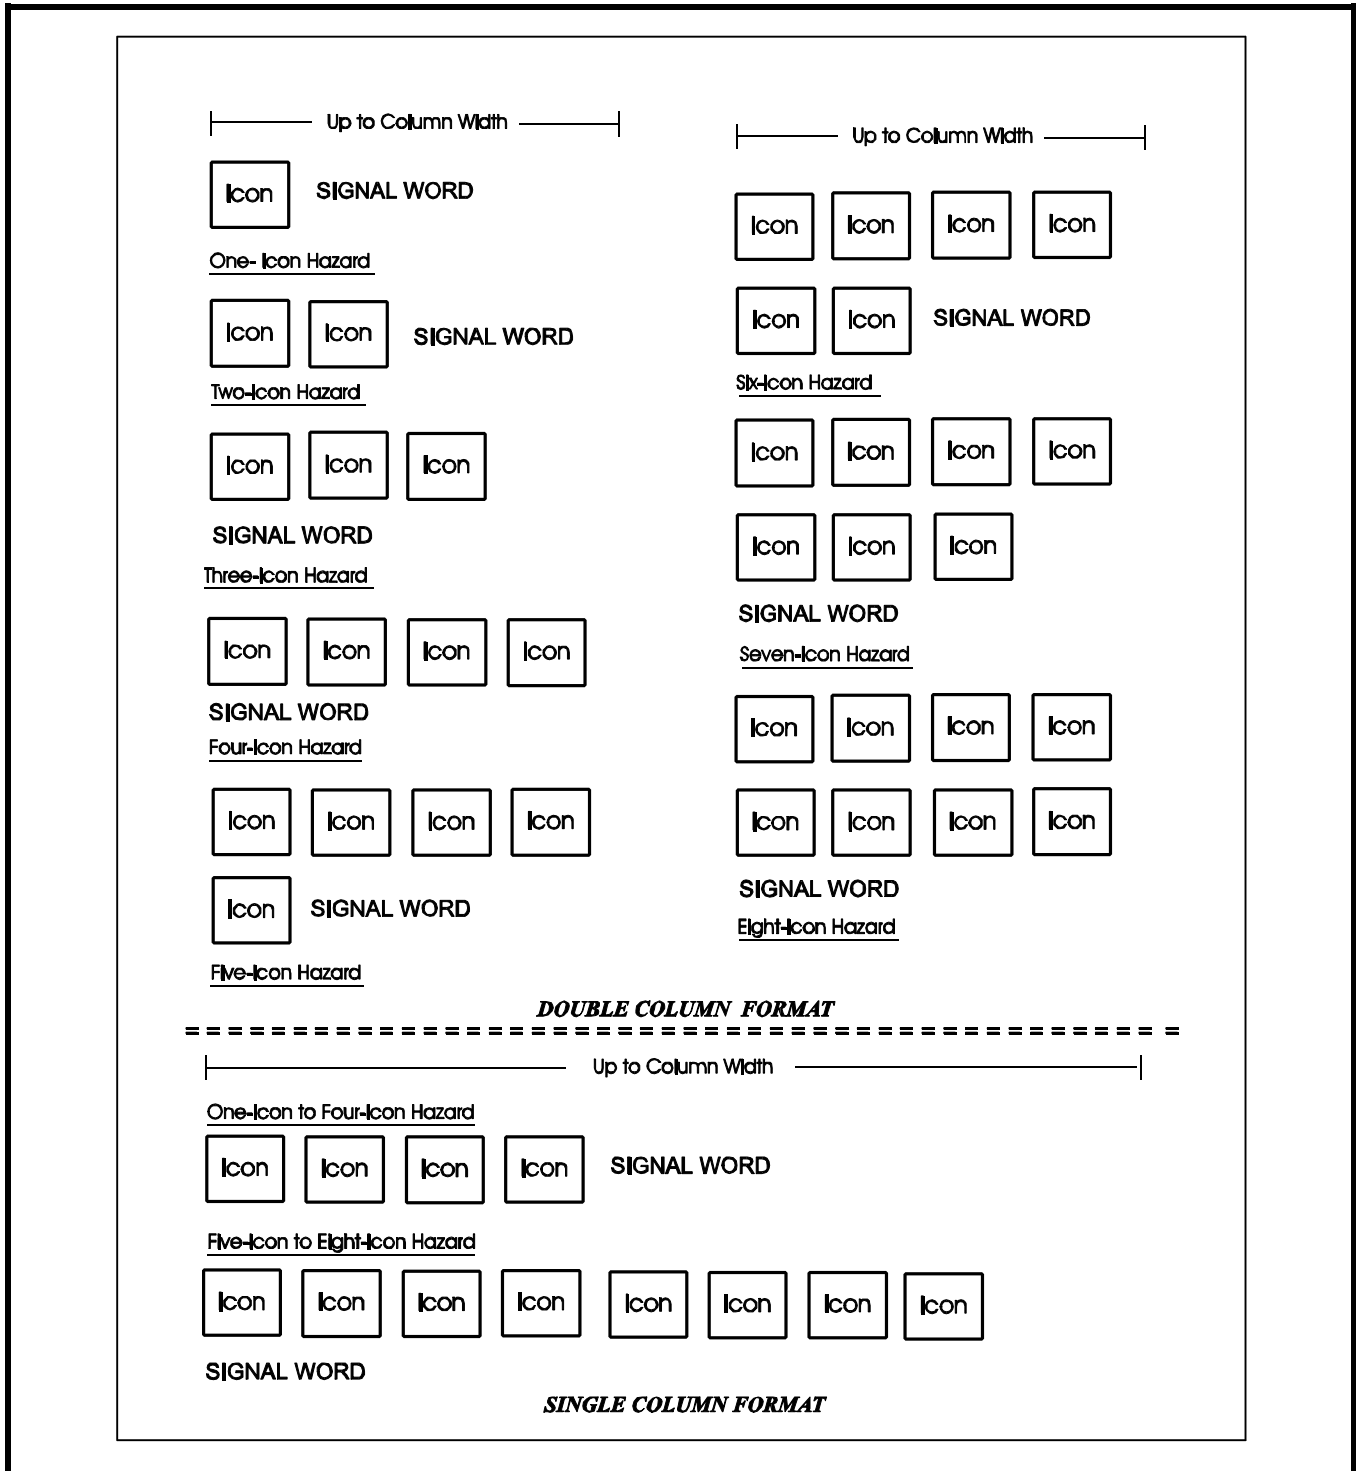 Up to Column Width
Icon SIGNAL WORD
One- Icon Hazard
Icon Icon SIGNAL WORD
Two-Icon Hazard
Icon Icon Icon
SIGNAL WORD
Three-Icon Hazard
Icon Icon Icon Icon
SIGNAL WORD
Four-Icon Hazard
Icon Icon Icon Icon
Icon SIGNAL WORD
Five-Icon Hazard
Up to Column Width
Icon Icon Icon Icon
Icon Icon SIGNAL WORD
Six-Icon Hazard
Icon Icon Icon Icon
Icon Icon Icon
SIGNAL WORD
Seven-Icon Hazard
Icon Icon Icon Icon
Icon Icon Icon Icon
SIGNAL WORD
Eight-Icon Hazard
DOUBLE COLUMN FORMAT
Up to Column Width
One-Icon to Four-Icon Hazard
Icon Icon Icon Icon SIGNAL WORD
Five-Icon to Eight-Icon Hazard
Icon Icon Icon Icon Icon Icon Icon Icon
SIGNAL WORD
SINGLE COLUMN FORMAT